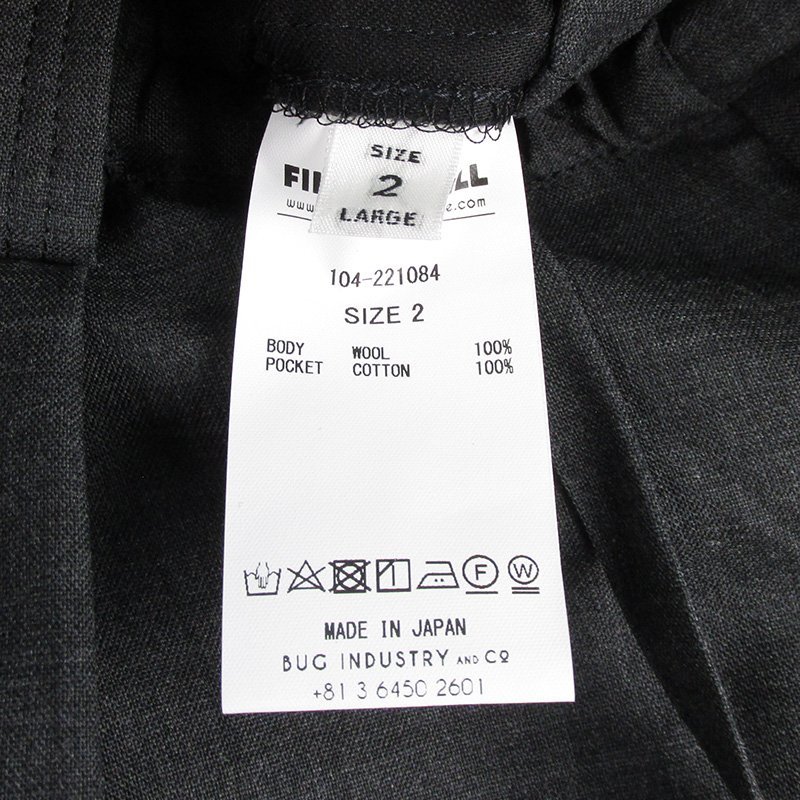 SIZE
2
LARGE
104-221084
SIZE 2
BODY WOOL 100%
POCKET COTTON 100%
F
W
MADE IN JAPAN
BUG INDUSTRY AND CO
+81 3 6450 2601